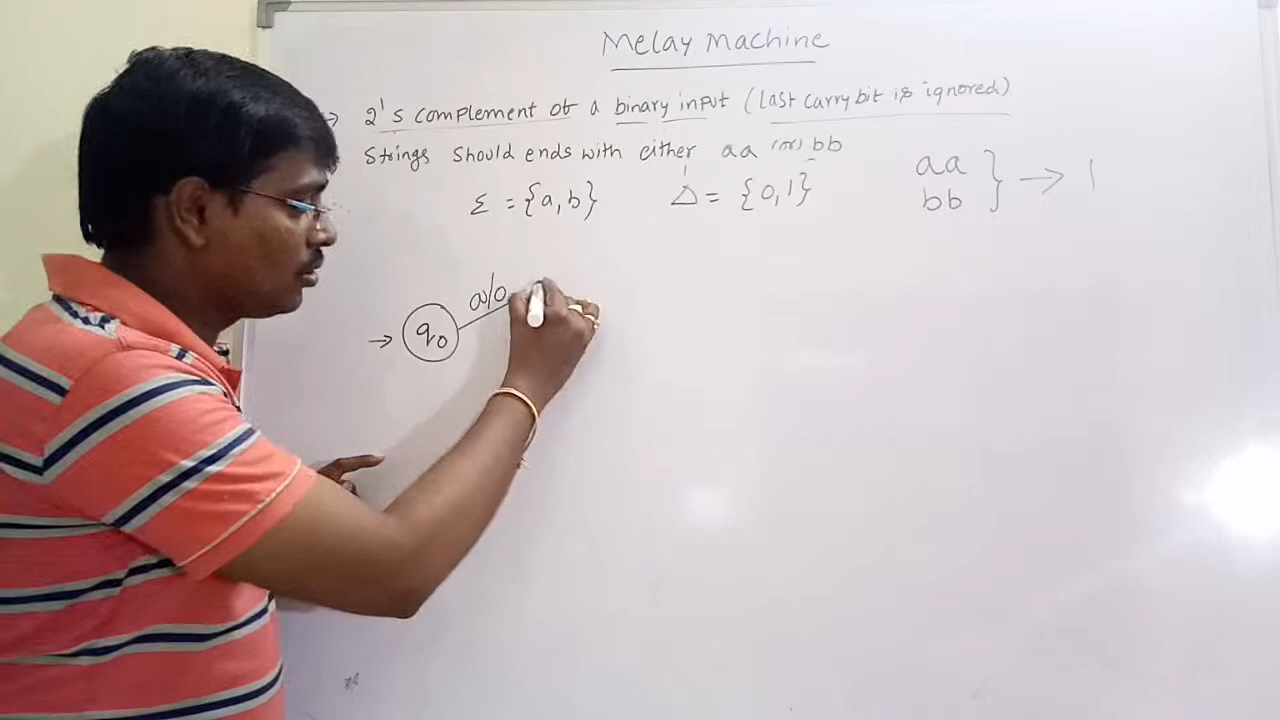 Melay Machine
→ 2's complement of a binary input (Last carry bit is ignored)
Strings should ends with either aa (or) bb
aa
bb } → 1
Σ = {a, b} Δ = {0, 1}
a/0
→ q0